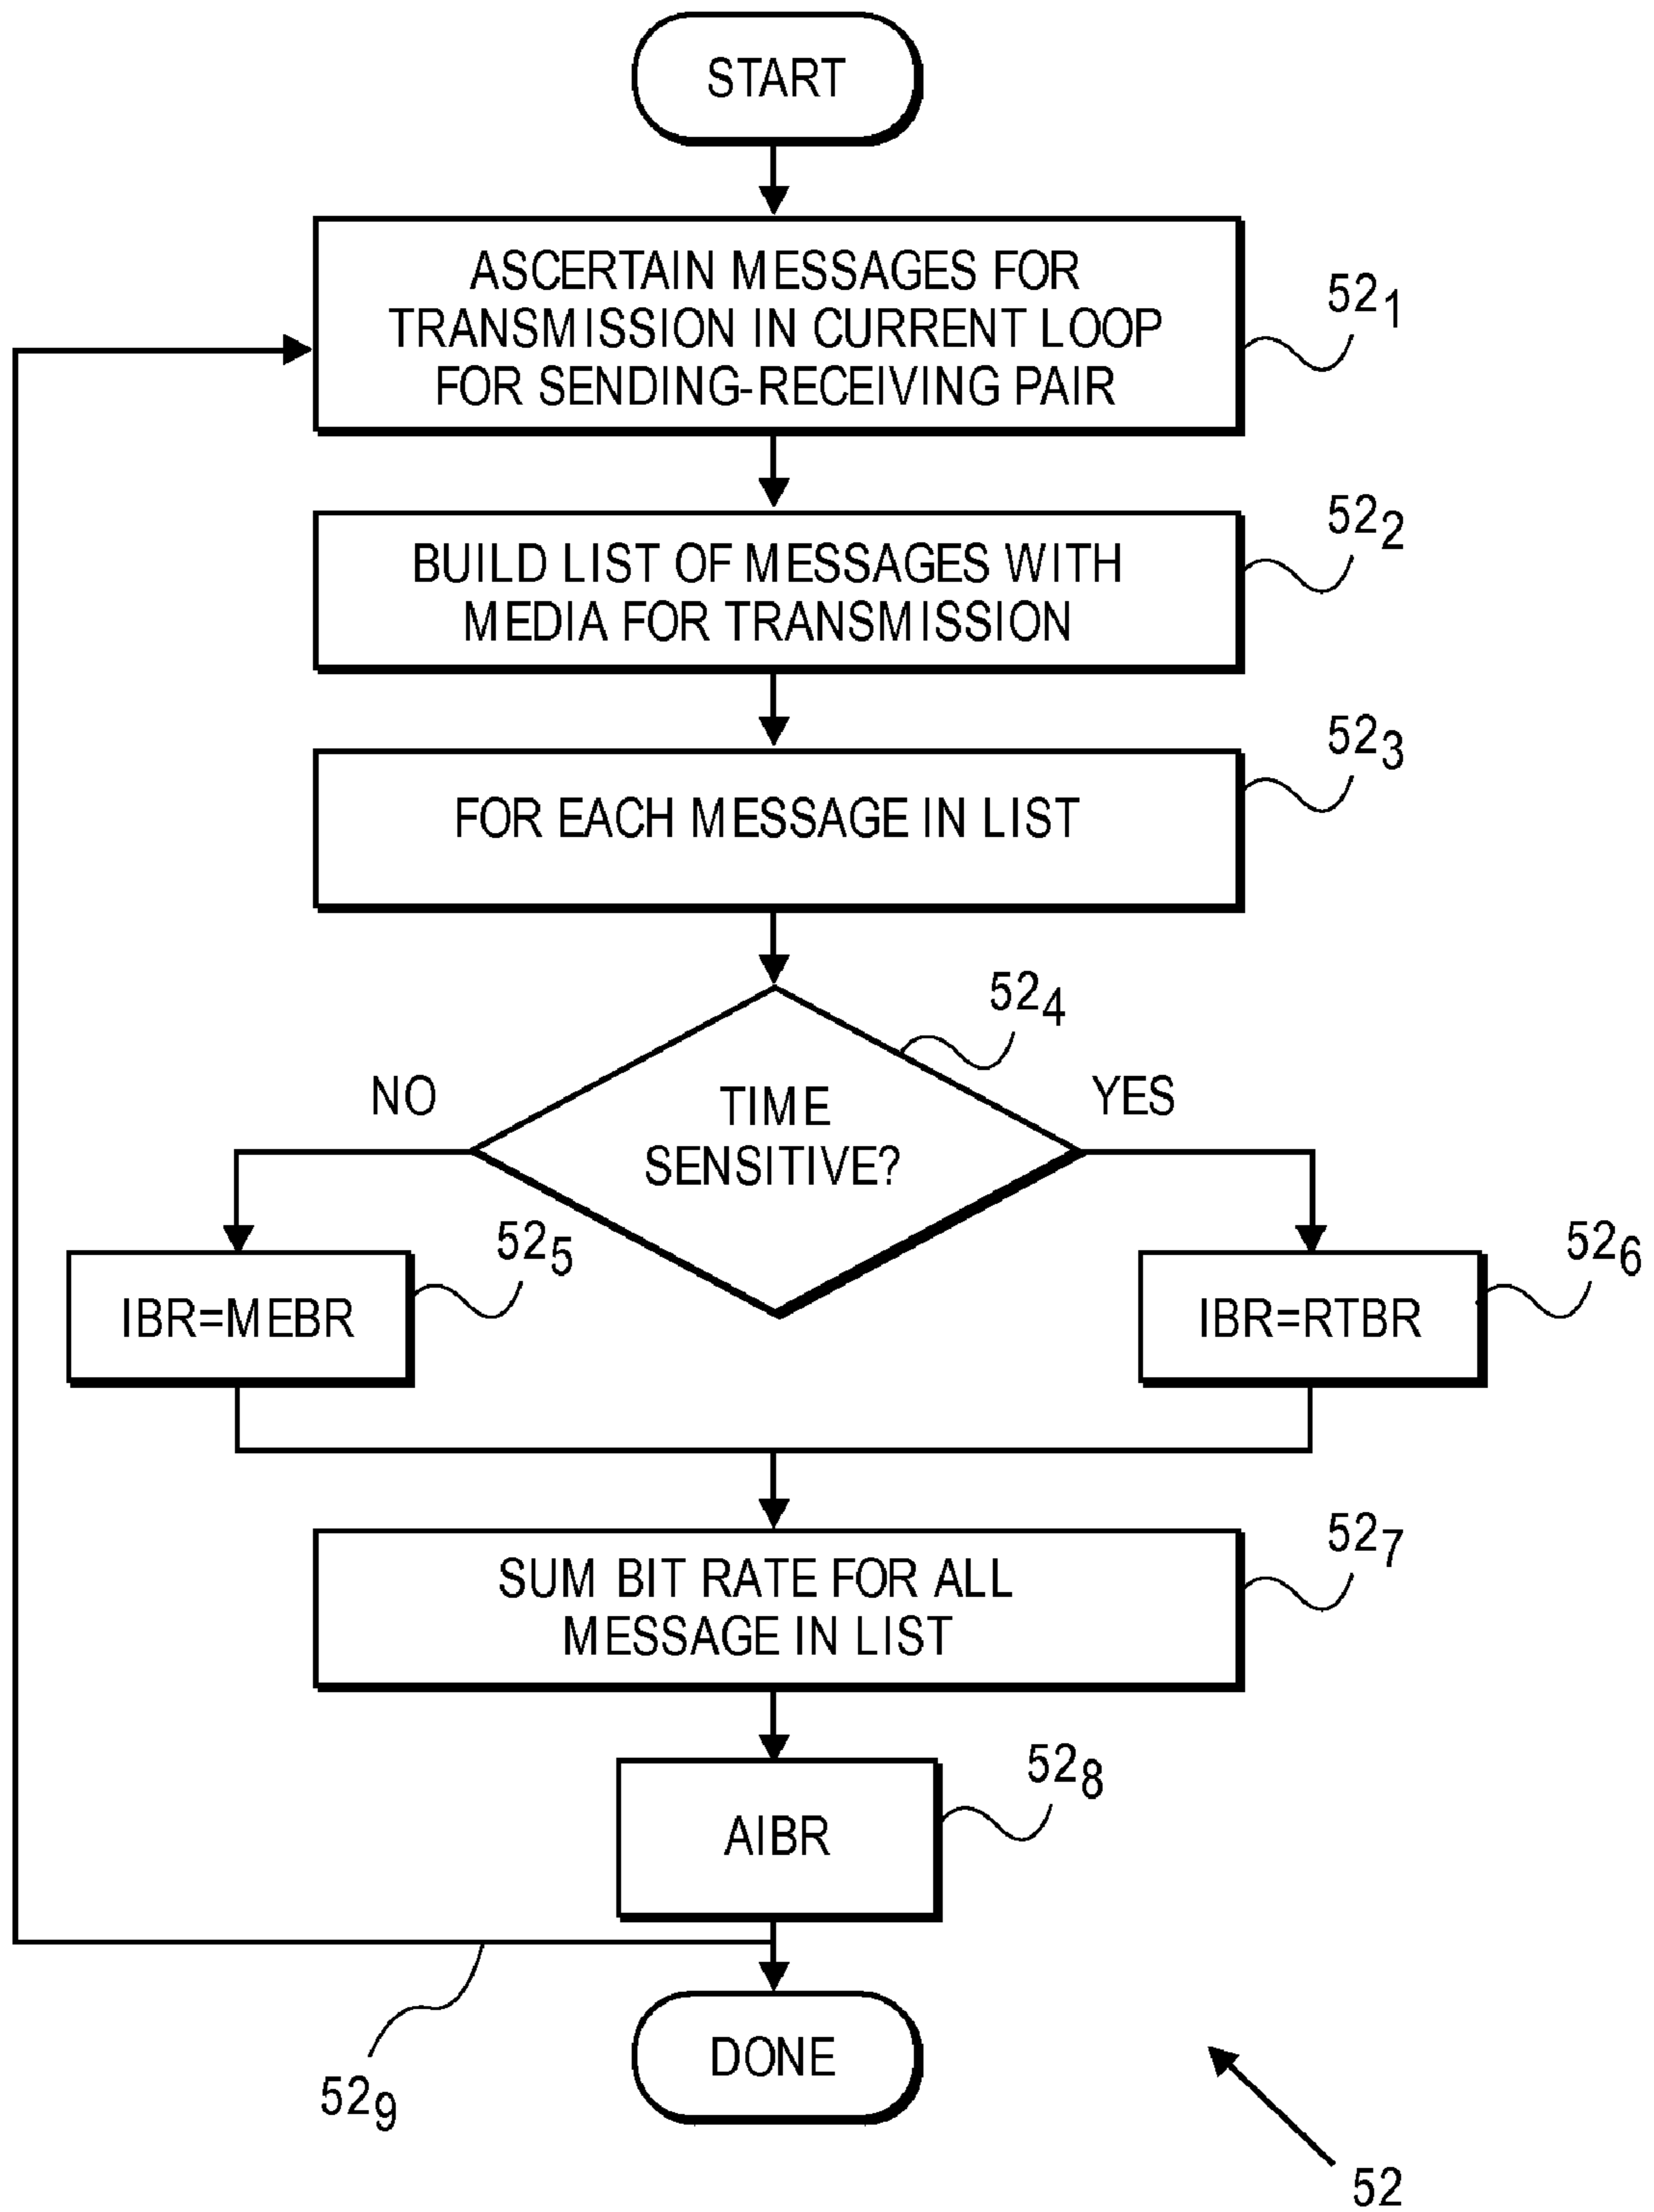 START
ASCERTAIN MESSAGES FOR
TRANSMISSION IN CURRENT LOOP
FOR SENDING-RECEIVING PAIR
52₁
BUILD LIST OF MESSAGES WITH
MEDIA FOR TRANSMISSION
52₂
FOR EACH MESSAGE IN LIST
52₃
TIME
SENSITIVE?
52₄
NO
YES
IBR=MEBR
52₅
IBR=RTBR
52₆
SUM BIT RATE FOR ALL
MESSAGE IN LIST
52₇
AIBR
52₈
52₉
DONE
52